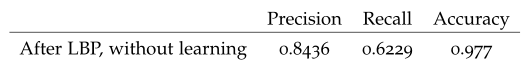 Precision Recall Accuracy
After LBP, without learning 0.8436 0.6229 0.977